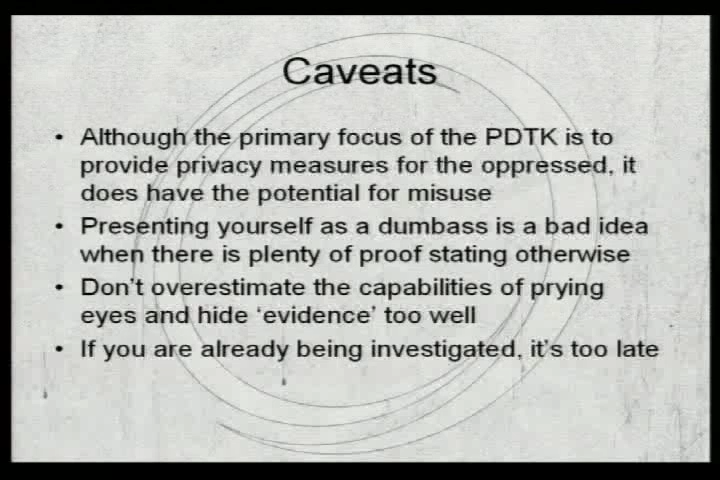 Caveats
• Although the primary focus of the PDTK is to
provide privacy measures for the oppressed, it
does have the potential for misuse
• Presenting yourself as a dumbass is a bad idea
when there is plenty of proof stating otherwise
• Don't overestimate the capabilities of prying
eyes and hide ‘evidence’ too well
• If you are already being investigated, it's too late